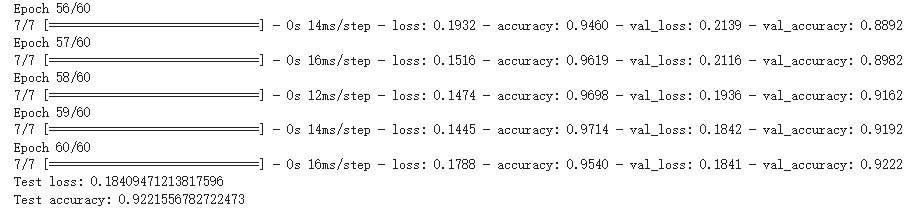 Epoch 56/60
7/7 [==============================] - 0s 14ms/step - loss: 0.1932 - accuracy: 0.9460 - val_loss: 0.2139 - val_accuracy: 0.8892
Epoch 57/60
7/7 [==============================] - 0s 16ms/step - loss: 0.1516 - accuracy: 0.9619 - val_loss: 0.2116 - val_accuracy: 0.8982
Epoch 58/60
7/7 [==============================] - 0s 12ms/step - loss: 0.1474 - accuracy: 0.9698 - val_loss: 0.1936 - val_accuracy: 0.9162
Epoch 59/60
7/7 [==============================] - 0s 14ms/step - loss: 0.1445 - accuracy: 0.9714 - val_loss: 0.1842 - val_accuracy: 0.9192
Epoch 60/60
7/7 [==============================] - 0s 16ms/step - loss: 0.1788 - accuracy: 0.9540 - val_loss: 0.1841 - val_accuracy: 0.9222
Test loss: 0.18409471213817596
Test accuracy: 0.9221556782722473